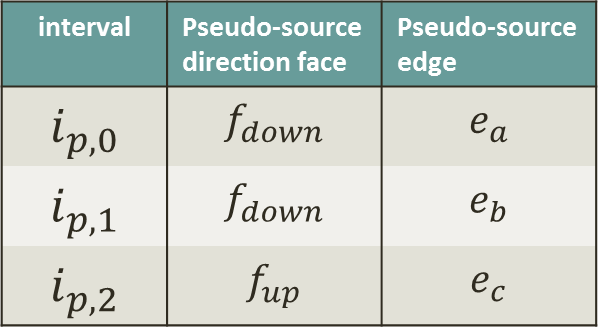 interval Pseudo-source direction face Pseudo-source edge
i_{p,0} f_{down} e_a
i_{p,1} f_{down} e_b
i_{p,2} f_{up} e_c